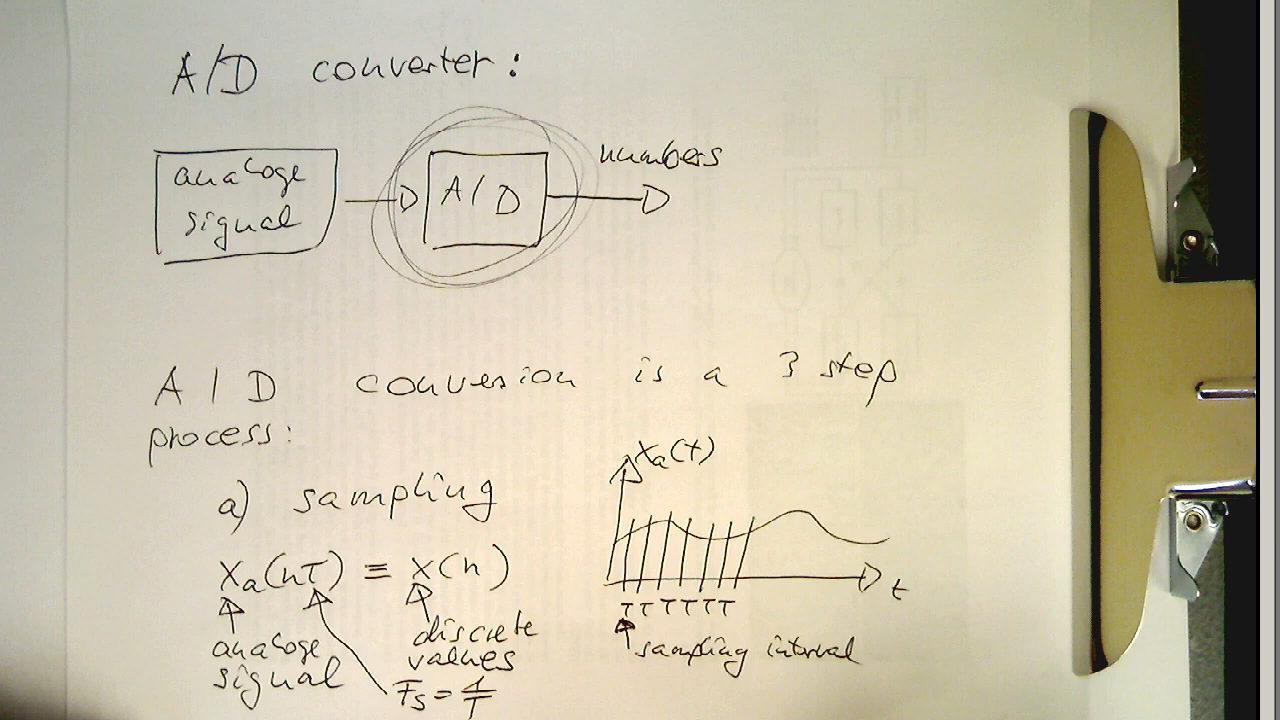 A/D converter:
analoge
signal
A/D
numbers
A/D conversion is a 3 step
process:
a) sampling
xa(t)
xa(nT) ≡ x(n)
t
T T T T T T T
sampling interval
analoge
signal
discrete
values
Fs = 1/T